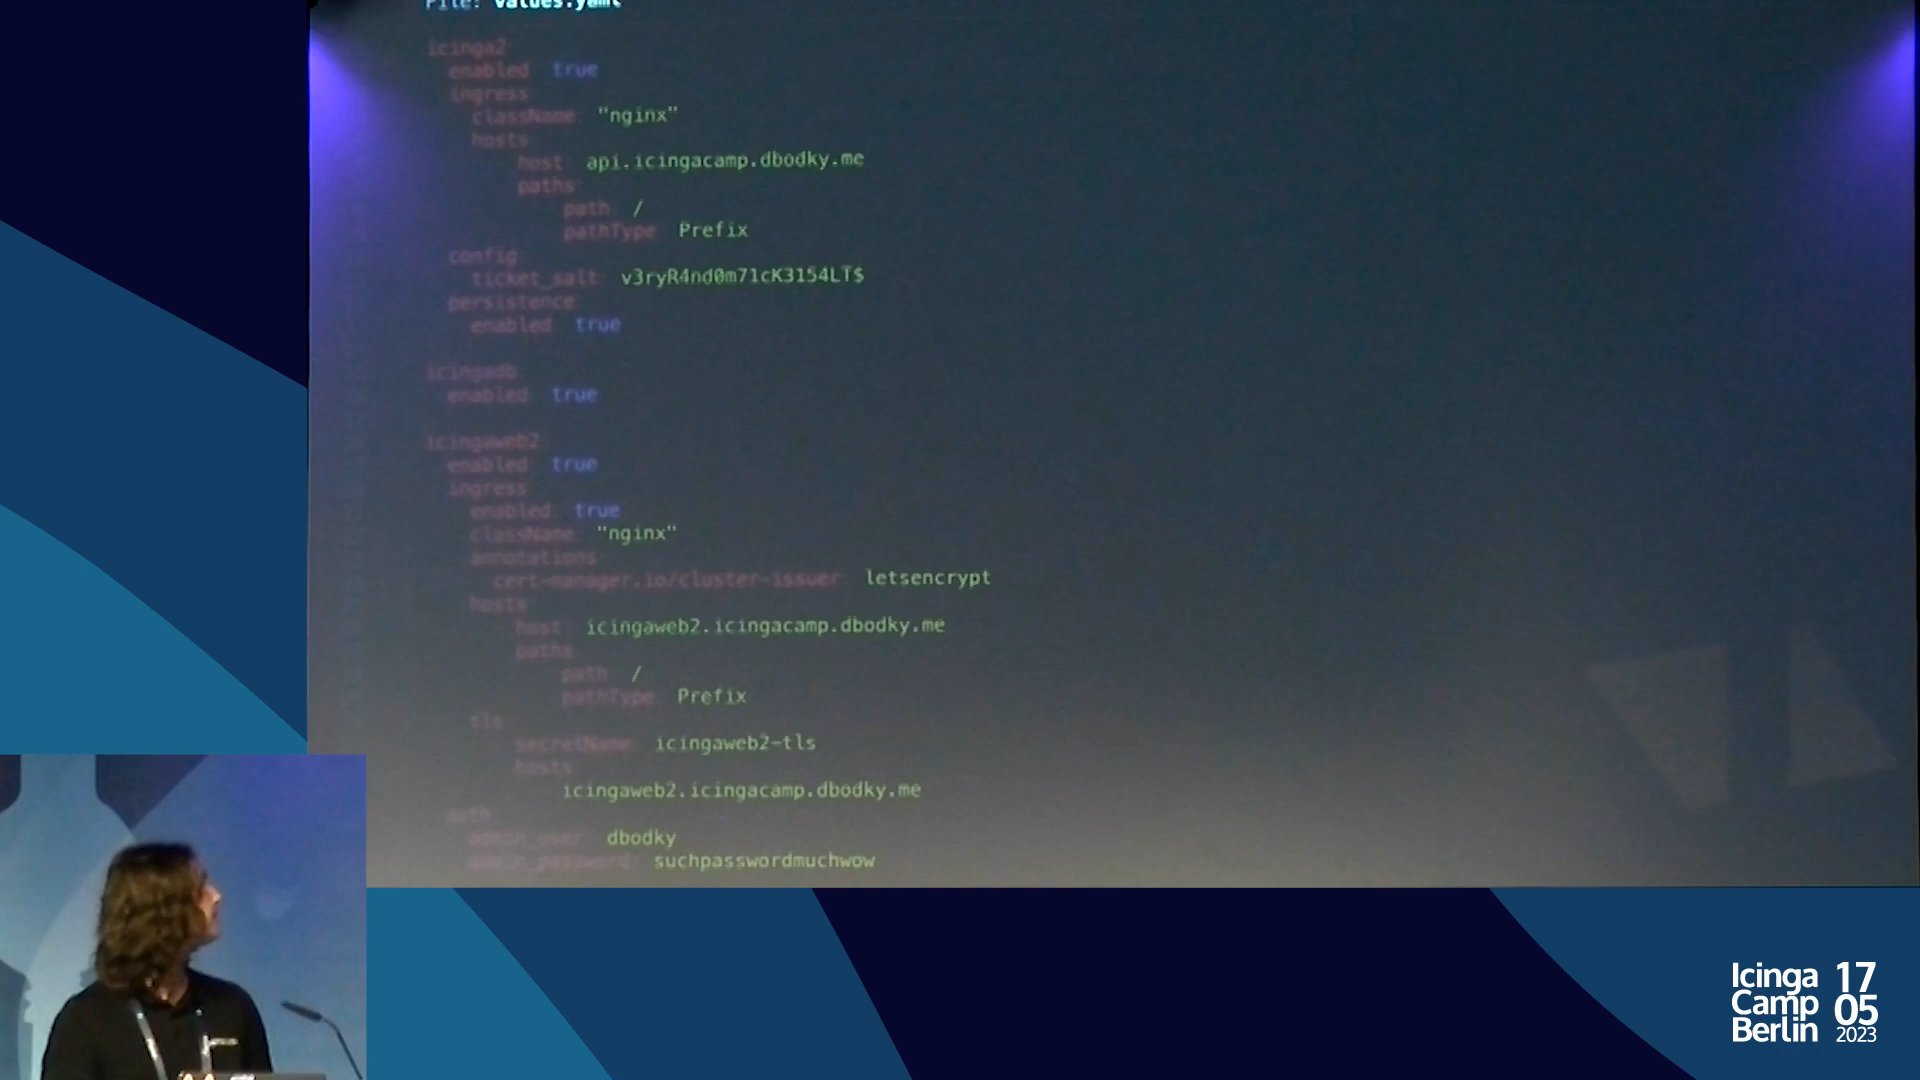 File: values.yaml
icinga2
enabled true
ingress
className "nginx"
hosts
host api.icingacamp.dbodky.me
paths
path /
pathType Prefix
config
ticket_salt v3ryR4nd0m71cK3154LT$
persistence
enabled true
icingadb
enabled true
icingaweb2
enabled true
ingress
enabled true
className "nginx"
annotations
cert-manager.io/cluster-issuer letsencrypt
hosts
host icingaweb2.icingacamp.dbodky.me
paths
path /
pathType Prefix
tls
secretName icingaweb2-tls
hosts
icingaweb2.icingacamp.dbodky.me
auth
admin_user dbodky
admin_password suchpasswordmuchwow
Icinga
Camp
Berlin
17
05
2023